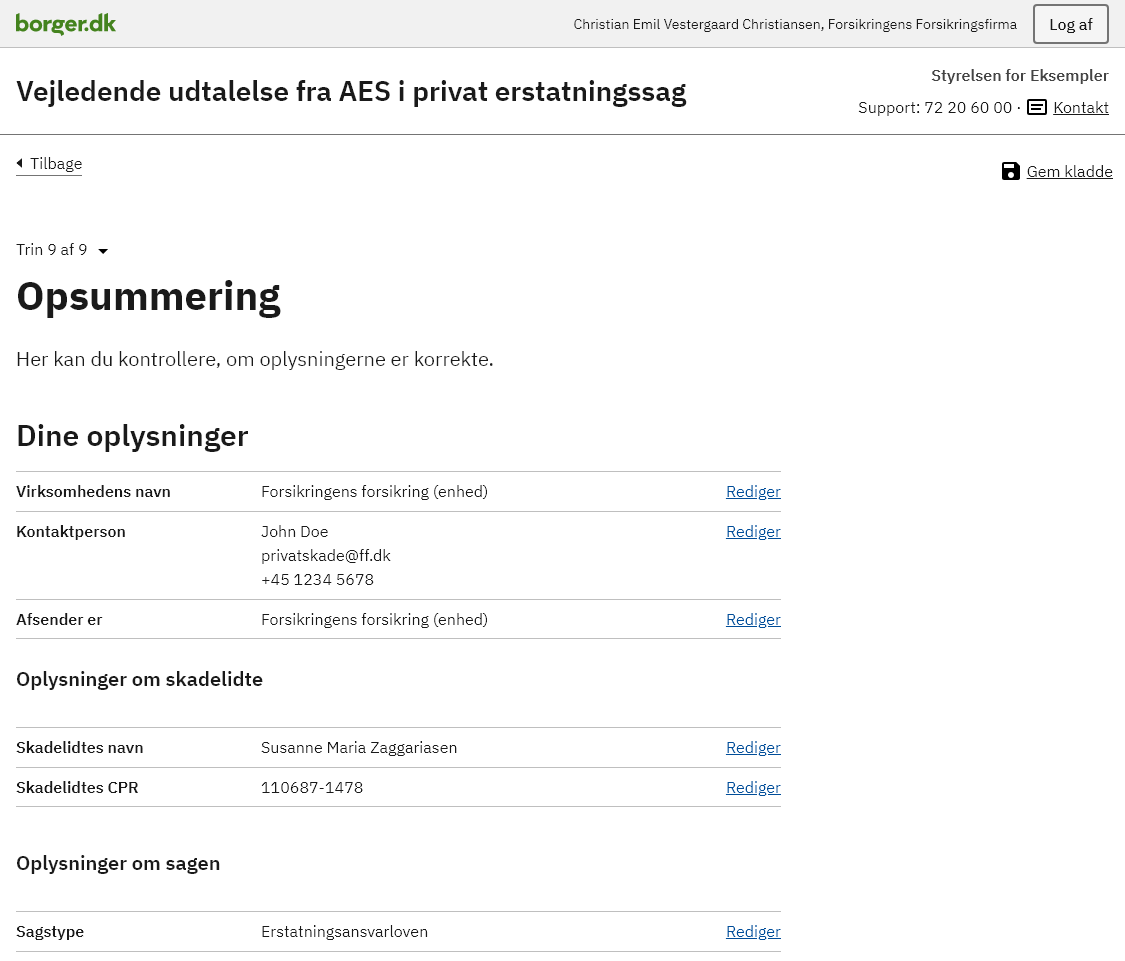 borger.dk
Christian Emil Vestergaard Christiansen, Forsikringens Forsikringsfirma
Log af
Vejledende udtalelse fra AES i privat erstatningssag
Styrelsen for Eksempler
Support: 72 20 60 00 · Kontakt
Tilbage
Gem kladde
Trin 9 af 9
Opsummering
Her kan du kontrollere, om oplysningerne er korrekte.
Dine oplysninger
Virksomhedens navn Forsikringens forsikring (enhed) Rediger
Kontaktperson John Doe Rediger
privatskade@ff.dk
+45 1234 5678
Afsender er Forsikringens forsikring (enhed) Rediger
Oplysninger om skadelidte
Skadelidtes navn Susanne Maria Zaggariasen Rediger
Skadelidtes CPR 110687-1478 Rediger
Oplysninger om sagen
Sagstype Erstatningsansvarloven Rediger